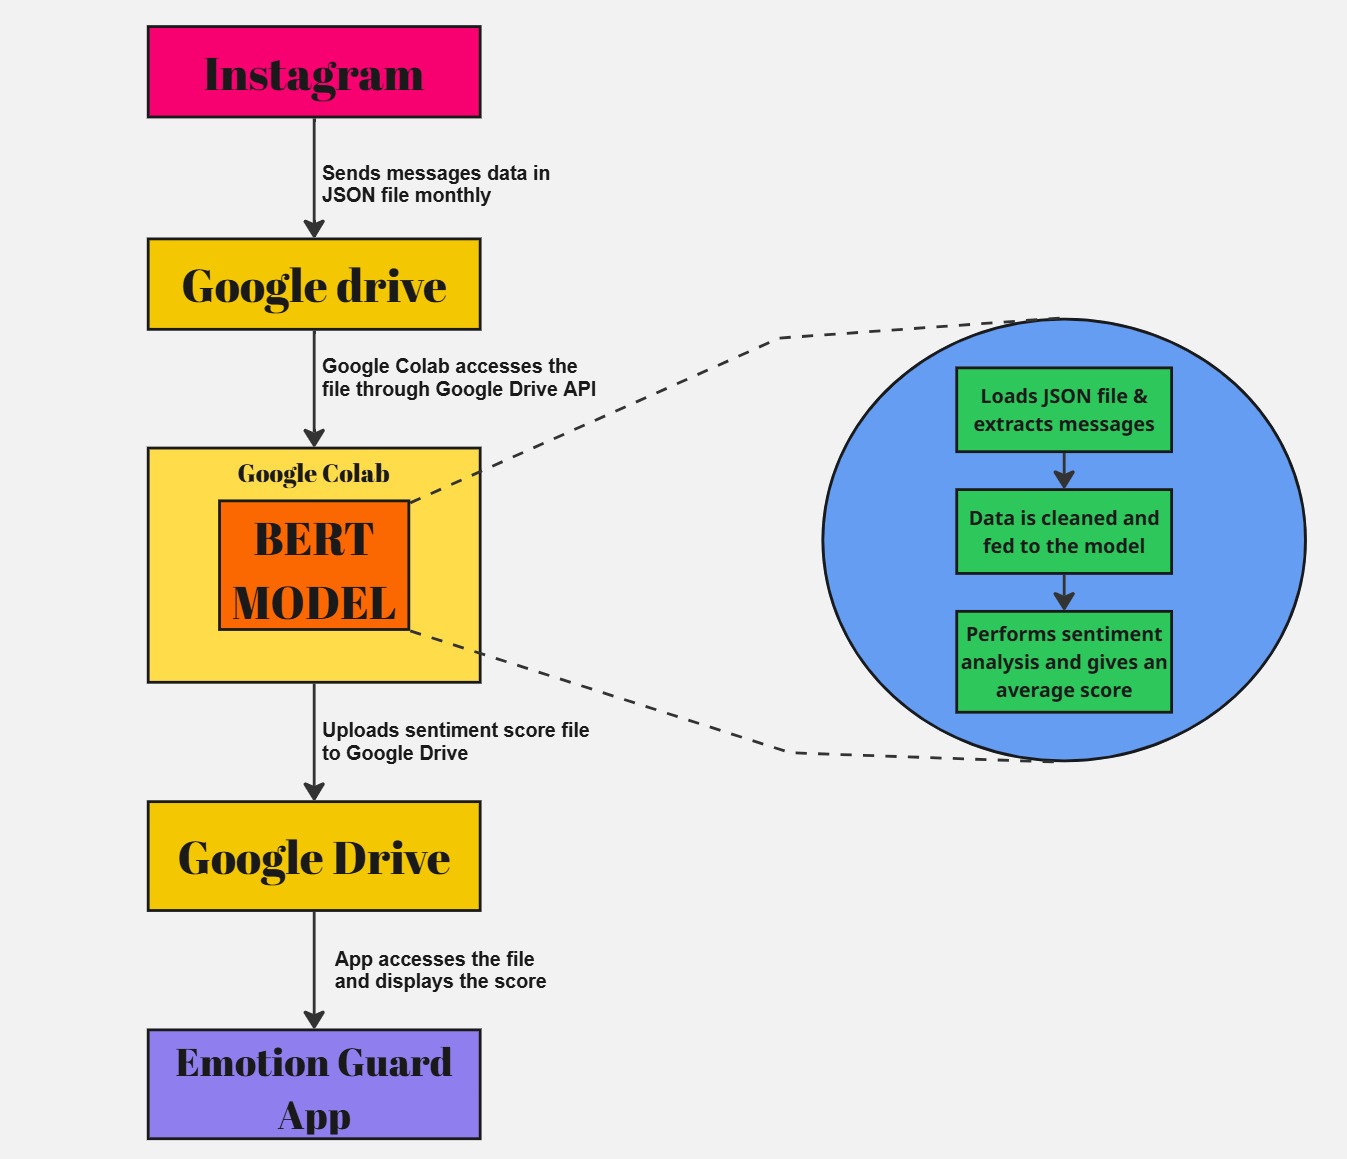 Instagram
Sends messages data in
JSON file monthly
Google drive
Google Colab accesses the
file through Google Drive API
Google Colab
BERT
MODEL
Loads JSON file &
extracts messages
Data is cleaned and
fed to the model
Performs sentiment
analysis and gives an
average score
Uploads sentiment score file
to Google Drive
Google Drive
App accesses the file
and displays the score
Emotion Guard
App